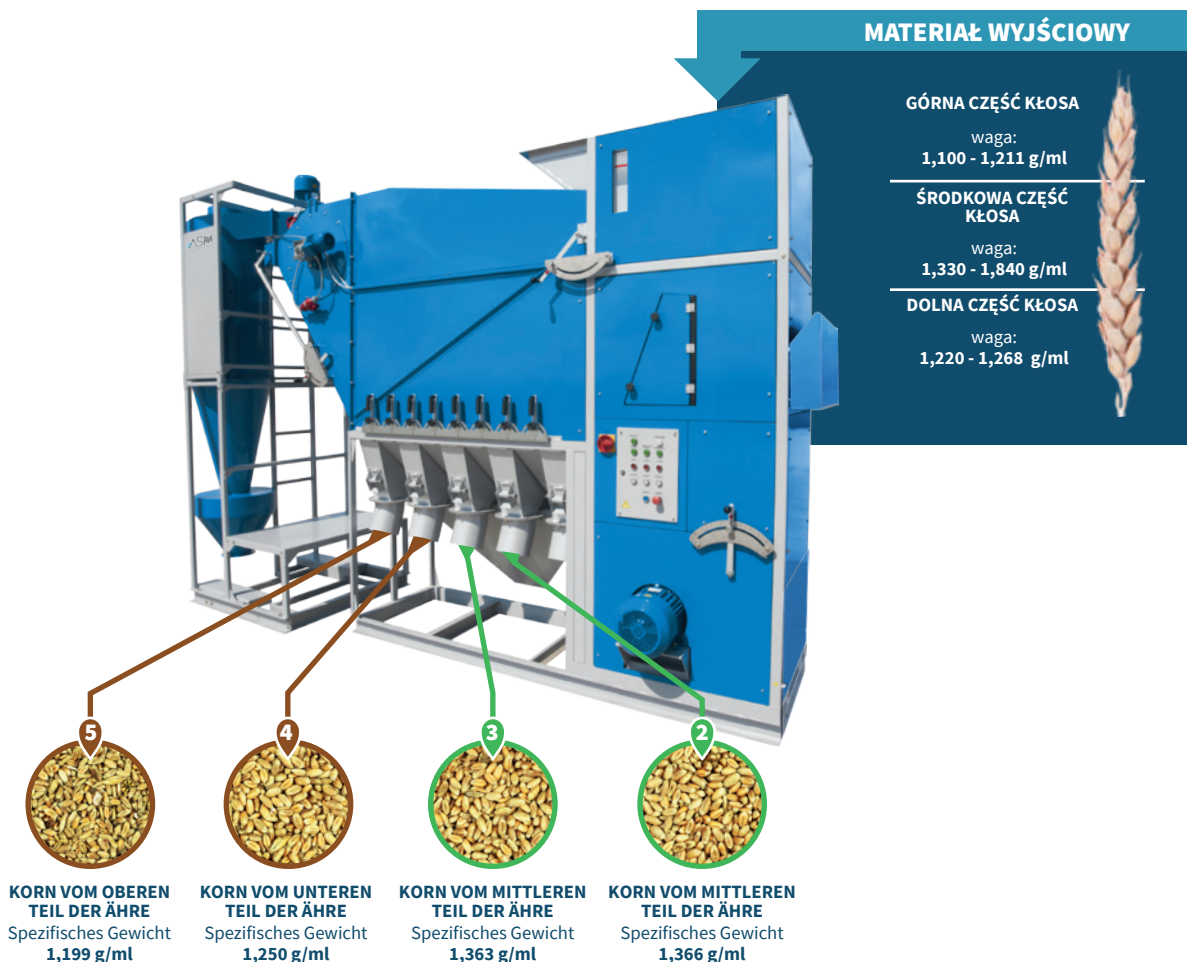 MATERIAŁ WYJŚCIOWY
GÓRNA CZĘŚĆ KŁOSA
waga:
1,100 - 1,211 g/ml
ŚRODKOWA CZĘŚĆ
KŁOSA
waga:
1,330 - 1,840 g/ml
DOLNA CZĘŚĆ KŁOSA
waga:
1,220 - 1,268 g/ml
5
4
3
2
KORN VOM OBEREN
TEIL DER ÄHRE
Spezifisches Gewicht
1,199 g/ml
KORN VOM UNTEREN
TEIL DER ÄHRE
Spezifisches Gewicht
1,250 g/ml
KORN VOM MITTLEREN
TEIL DER ÄHRE
Spezifisches Gewicht
1,363 g/ml
KORN VOM MITTLEREN
TEIL DER ÄHRE
Spezifisches Gewicht
1,366 g/ml